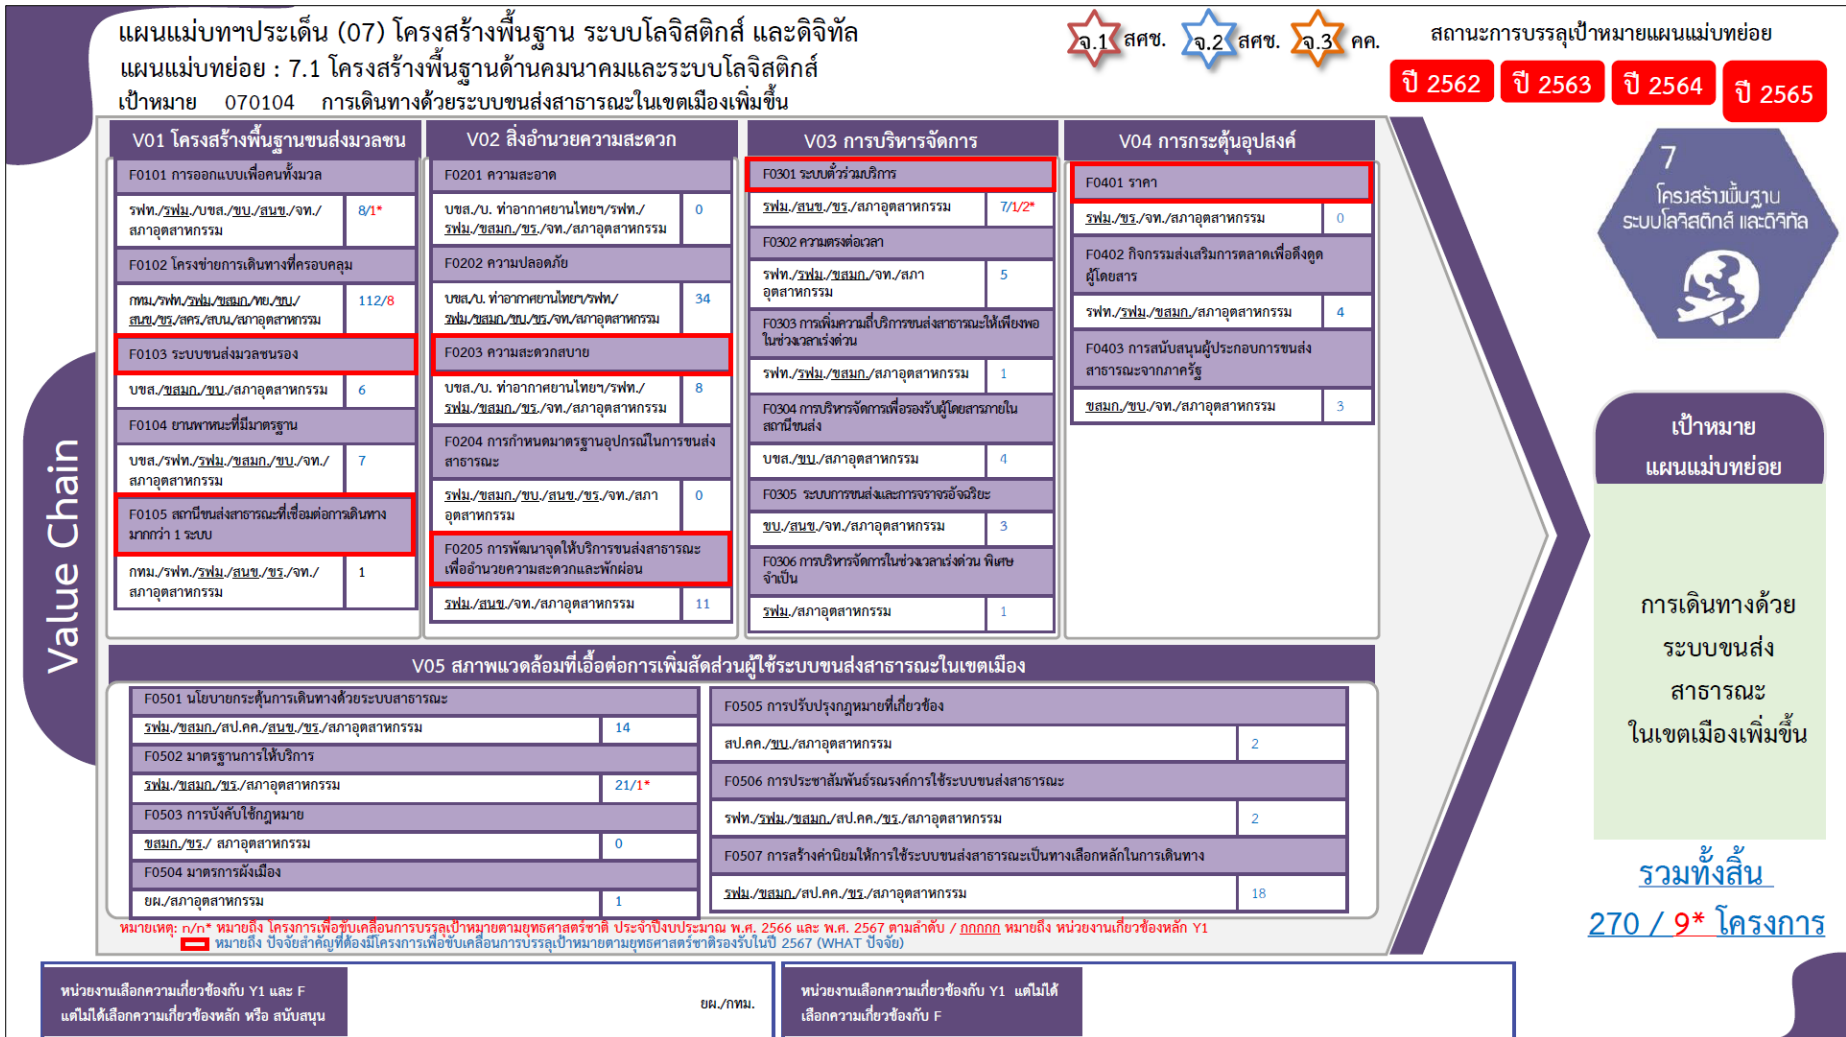 แผนแม่บทฯประเด็น (07) โครงสร้างพื้นฐาน ระบบโลจิสติกส์ และดิจิทัล
แผนแม่บทย่อย : 7.1 โครงสร้างพื้นฐานด้านคมนาคมและระบบโลจิสติกส์
เป้าหมาย 070104 การเดินทางด้วยระบบขนส่งสาธารณะในเขตเมืองเพิ่มขึ้น
จ.1 สศช. จ.2 สศช. จ.3 คค.
สถานะการบรรลุเป้าหมายแผนแม่บทย่อย
ปี 2562 ปี 2563 ปี 2564 ปี 2565
Value Chain
V01 โครงสร้างพื้นฐานขนส่งมวลชน
F0101 การออกแบบเพื่อคนทั้งมวล
รฟท./รฟม./บขส./ขบ./สนข./จท./ 8/1*
สภาอุตสาหกรรม
F0102 โครงข่ายการเดินทางที่ครอบคลุม
กทม./รฟท./รฟม./ขสมก./ทย./ขบ./ 112/8
สนข./ขร./สคร./สบน./สภาอุตสาหกรรม
F0103 ระบบขนส่งมวลชนรอง
บขส./ขสมก./ขบ./สภาอุตสาหกรรม 6
F0104 ยานพาหนะที่มีมาตรฐาน
บขส./รฟท./รฟม./ขสมก./ขบ./จท./ 7
สภาอุตสาหกรรม
F0105 สถานีขนส่งสาธารณะที่เชื่อมต่อการเดินทาง
มากกว่า 1 ระบบ
กทม./รฟท./รฟม./สนข./ขร./จท./ 1
สภาอุตสาหกรรม
V02 สิ่งอำนวยความสะดวก
F0201 ความสะอาด
บขส./บ. ท่าอากาศยานไทยฯ/รฟท./ 0
รฟม./ขสมก./ขร./จท./สภาอุตสาหกรรม
F0202 ความปลอดภัย
บขส./บ. ท่าอากาศยานไทยฯ/รฟท./ 34
รฟม./ขสมก./ขบ./ขร./จท./สภาอุตสาหกรรม
F0203 ความสะดวกสบาย
บขส./บ. ท่าอากาศยานไทยฯ/รฟท./ 8
รฟม./ขสมก./ขร./จท./สภาอุตสาหกรรม
F0204 การกำหนดมาตรฐานอุปกรณ์ในการขนส่ง
สาธารณะ
รฟม./ขสมก./ขบ./สนข./ขร./จท./สภา 0
อุตสาหกรรม
F0205 การพัฒนาจุดให้บริการขนส่งสาธารณะ
เพื่ออำนวยความสะดวกและพักผ่อน
รฟม./สนข./จท./สภาอุตสาหกรรม 11
V03 การบริหารจัดการ
F0301 ระบบตั๋วร่วมบริการ
รฟม./สนข./ขร./สภาอุตสาหกรรม 7/1/2*
F0302 ความตรงต่อเวลา
รฟท./รฟม./ขสมก./จท./สภา 5
อุตสาหกรรม
F0303 การเพิ่มความถี่บริการขนส่งสาธารณะให้เพียงพอ
ในช่วงเวลาเร่งด่วน
รฟท./รฟม./ขสมก./สภาอุตสาหกรรม 1
F0304 การบริหารจัดการเพื่อรองรับผู้โดยสารภายใน
สถานีขนส่ง
บขส./ขบ./สภาอุตสาหกรรม 4
F0305 ระบบการขนส่งและการจราจรอัจฉริยะ
ขบ./สนข./จท./สภาอุตสาหกรรม 3
F0306 การบริหารจัดการในช่วงเวลาเร่งด่วน พิเศษ
จำเป็น
รฟม./สภาอุตสาหกรรม 1
V04 การกระตุ้นอุปสงค์
F0401 ราคา
รฟม./ขร./จท./สภาอุตสาหกรรม 0
F0402 กิจกรรมส่งเสริมการตลาดเพื่อดึงดูด
ผู้โดยสาร
รฟท./รฟม./ขสมก./สภาอุตสาหกรรม 4
F0403 การสนับสนุนผู้ประกอบการขนส่ง
สาธารณะจากภาครัฐ
ขสมก./ขบ./จท./สภาอุตสาหกรรม 3
V05 สภาพแวดล้อมที่เอื้อต่อการเพิ่มสัดส่วนผู้ใช้ระบบขนส่งสาธารณะในเขตเมือง
F0501 นโยบายกระตุ้นการเดินทางด้วยระบบสาธารณะ
รฟม./ขสมก./สป.คค./สนข./ขร./สภาอุตสาหกรรม 14
F0502 มาตรฐานการให้บริการ
รฟม./ขสมก./ขร./สภาอุตสาหกรรม 21/1*
F0503 การบังคับใช้กฎหมาย
ขสมก./ขร./ สภาอุตสาหกรรม 0
F0504 มาตรการผังเมือง
ยผ./สภาอุตสาหกรรม 1
F0505 การปรับปรุงกฎหมายที่เกี่ยวข้อง
สป.คค./ขบ./สภาอุตสาหกรรม 2
F0506 การประชาสัมพันธ์รณรงค์การใช้ระบบขนส่งสาธารณะ
รฟท./รฟม./ขสมก./สป.คค./ขร./สภาอุตสาหกรรม 2
F0507 การสร้างค่านิยมให้การใช้ระบบขนส่งสาธารณะเป็นทางเลือกหลักในการเดินทาง
รฟม./ขสมก./สป.คค./ขร./สภาอุตสาหกรรม 18
หมายเหตุ: n/n* หมายถึง โครงการเพื่อขับเคลื่อนการบรรลุเป้าหมายตามยุทธศาสตร์ชาติ ประจำปีงบประมาณ พ.ศ. 2566 และ พ.ศ. 2567 ตามลำดับ / กกกกก หมายถึง หน่วยงานเกี่ยวข้องหลัก Y1
หมายถึง ปัจจัยสำคัญที่ต้องมีโครงการเพื่อขับเคลื่อนการบรรลุเป้าหมายตามยุทธศาสตร์ชาติรองรับในปี 2567 (WHAT ปัจจัย)
7
โครงสร้างพื้นฐาน
ระบบโลจิสติกส์ และดิจิทัล
เป้าหมาย
แผนแม่บทย่อย
การเดินทางด้วย
ระบบขนส่ง
สาธารณะ
ในเขตเมืองเพิ่มขึ้น
รวมทั้งสิ้น
270 / 9* โครงการ
หน่วยงานเลือกความเกี่ยวข้องกับ Y1 และ F
แต่ไม่ได้เลือกความเกี่ยวข้องหลัก หรือ สนับสนุน
ยผ./กทม.
หน่วยงานเลือกความเกี่ยวข้องกับ Y1 แต่ไม่ได้
เลือกความเกี่ยวข้องกับ F